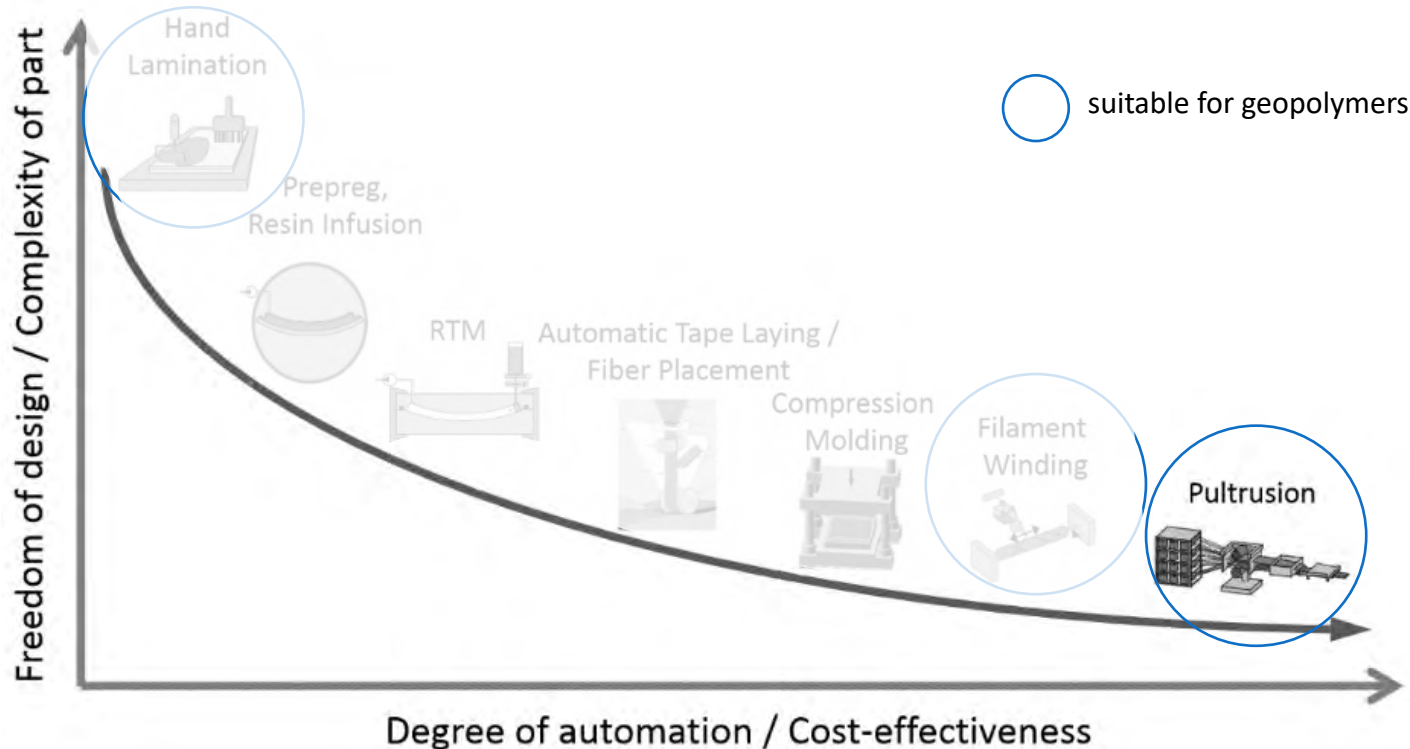 Freedom of design / Complexity of part
Hand
Lamination
suitable for geopolymers
Prepreg,
Resin Infusion
RTM
Automatic Tape Laying /
Fiber Placement
Compression
Molding
Filament
Winding
Pultrusion
Degree of automation / Cost-effectiveness